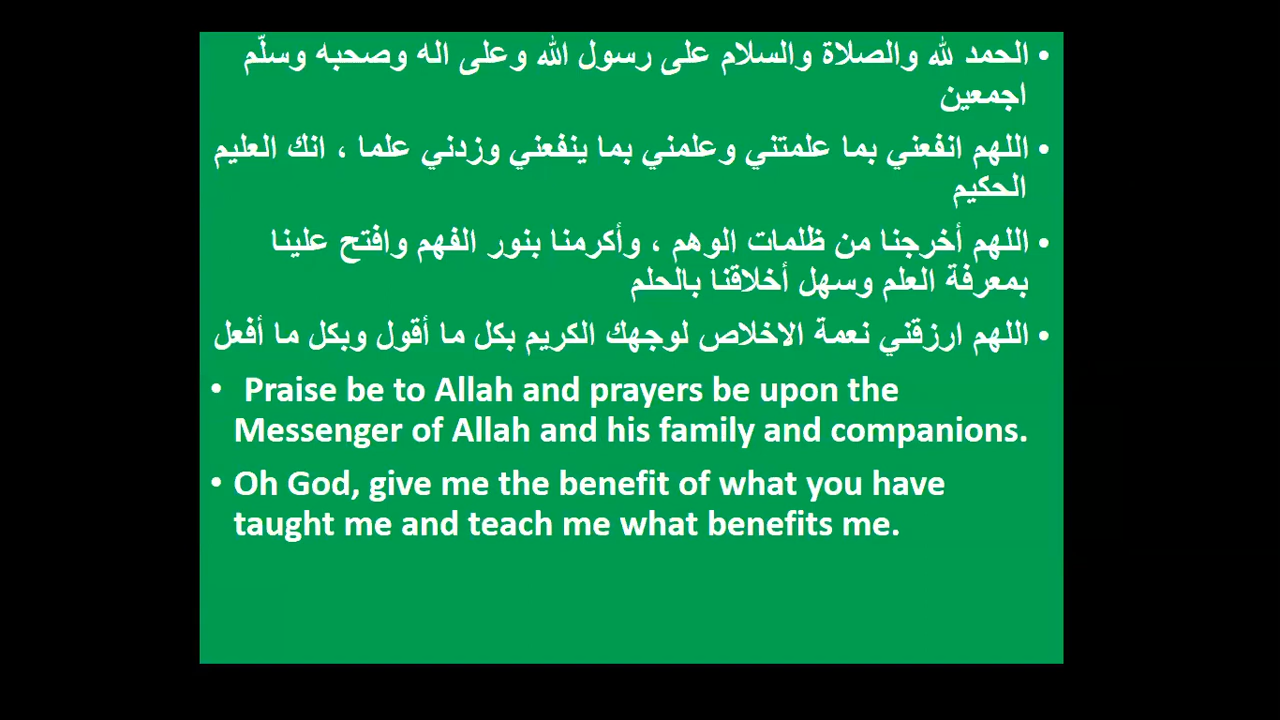 • الحمد لله والصلاة والسلام على رسول الله وعلى اله وصحبه وسلّم
اجمعين
• اللهم انفعني بما علمتني وعلمني بما ينفعني وزدني علما ، انك العليم
الحكيم
• اللهم أخرجنا من ظلمات الوهم ، وأكرمنا بنور الفهم وافتح علينا
بمعرفة العلم وسهل أخلاقنا بالحلم
• اللهم ارزقني نعمة الاخلاص لوجهك الكريم بكل ما أقول وبكل ما أفعل
• Praise be to Allah and prayers be upon the
Messenger of Allah and his family and companions.
• Oh God, give me the benefit of what you have
taught me and teach me what benefits me.